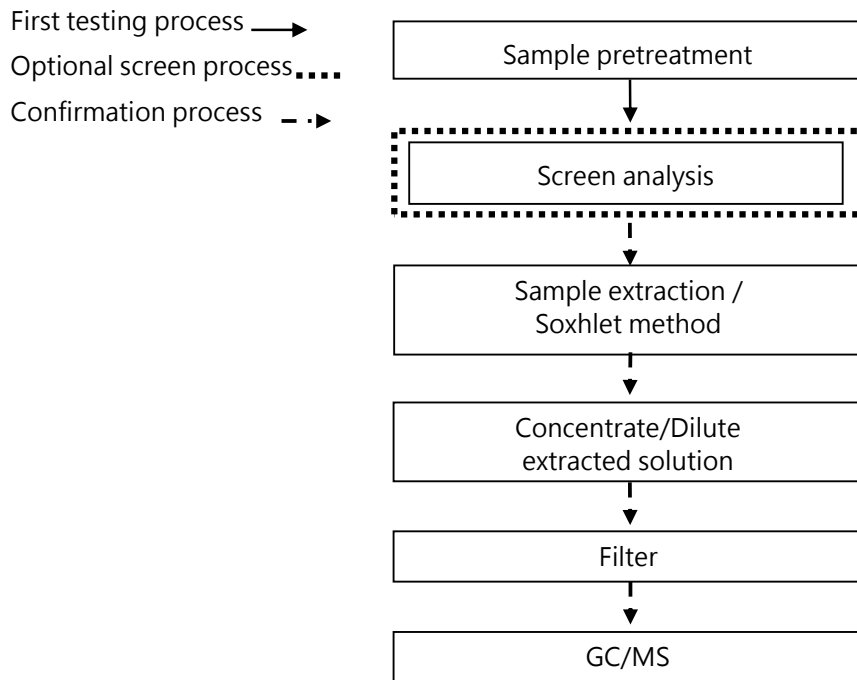 First testing process
Optional screen process
Confirmation process
Sample pretreatment
Screen analysis
Sample extraction /
Soxhlet method
Concentrate/Dilute
extracted solution
Filter
GC/MS